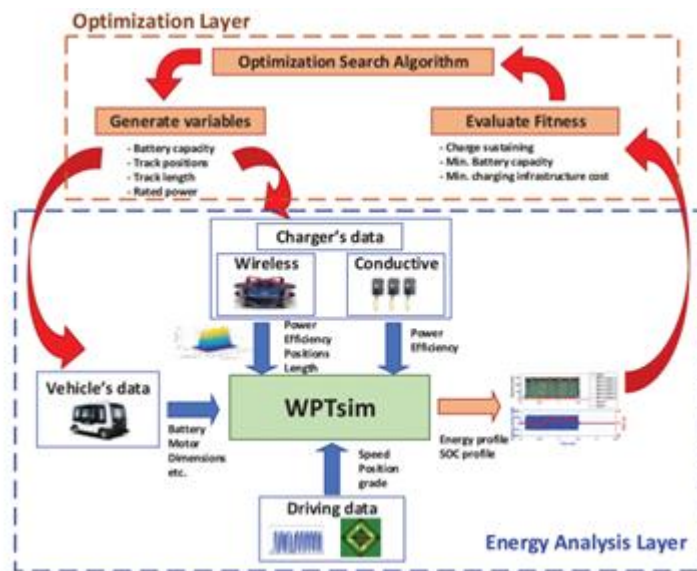 Optimization Layer
Optimization Search Algorithm
Generate variables
- Battery capacity
- Track positions
- Track length
- Rated power
Evaluate Fitness
- Charge sustaining
- Min. Battery capacity
- Min. charging infrastructure cost
Charger's data
Wireless
Conductive
Power
Efficiency
Positions
Length
Power
Efficiency
Vehicle's data
Battery
Motor
Dimensions
etc.
WPTsim
Energy profile
SOC profile
Speed
Position
grade
Driving data
Energy Analysis Layer